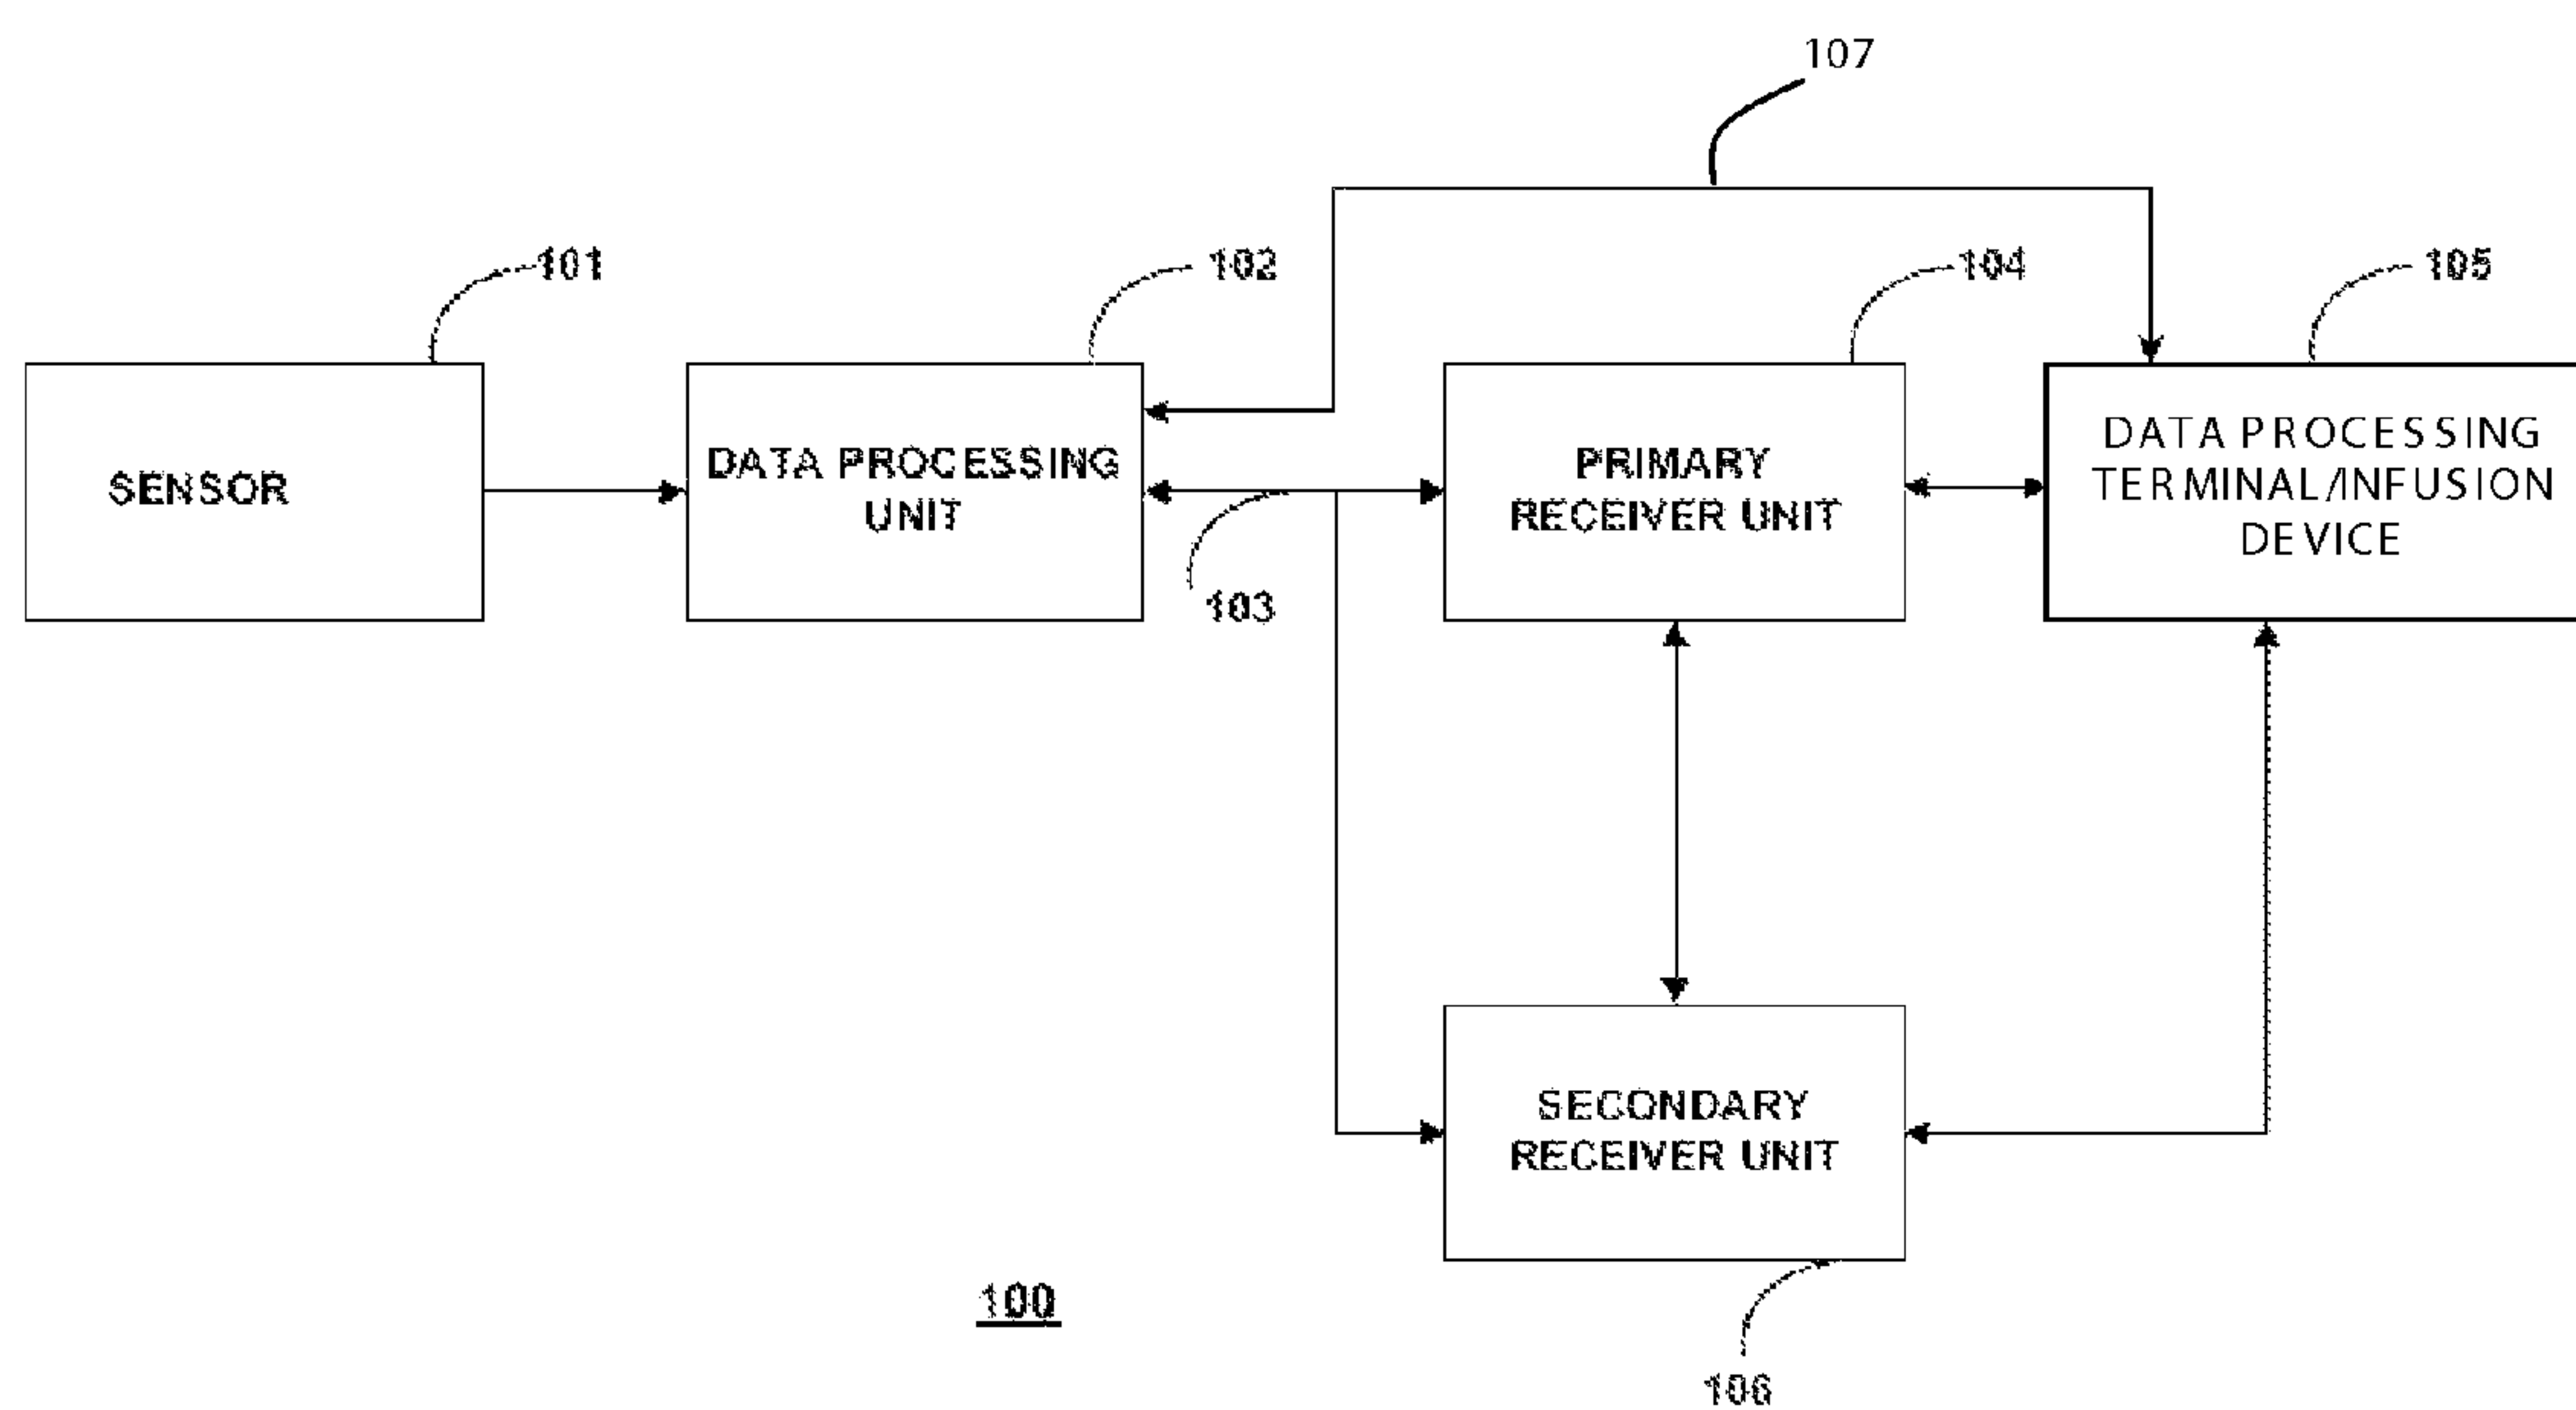 107
101
102
104
105
SENSOR
DATA PROCESSING
UNIT
PRIMARY
RECEIVER UNIT
DATA PROCESSING
TERMINAL/INFUSION
DEVICE
103
SECONDARY
RECEIVER UNIT
100
106